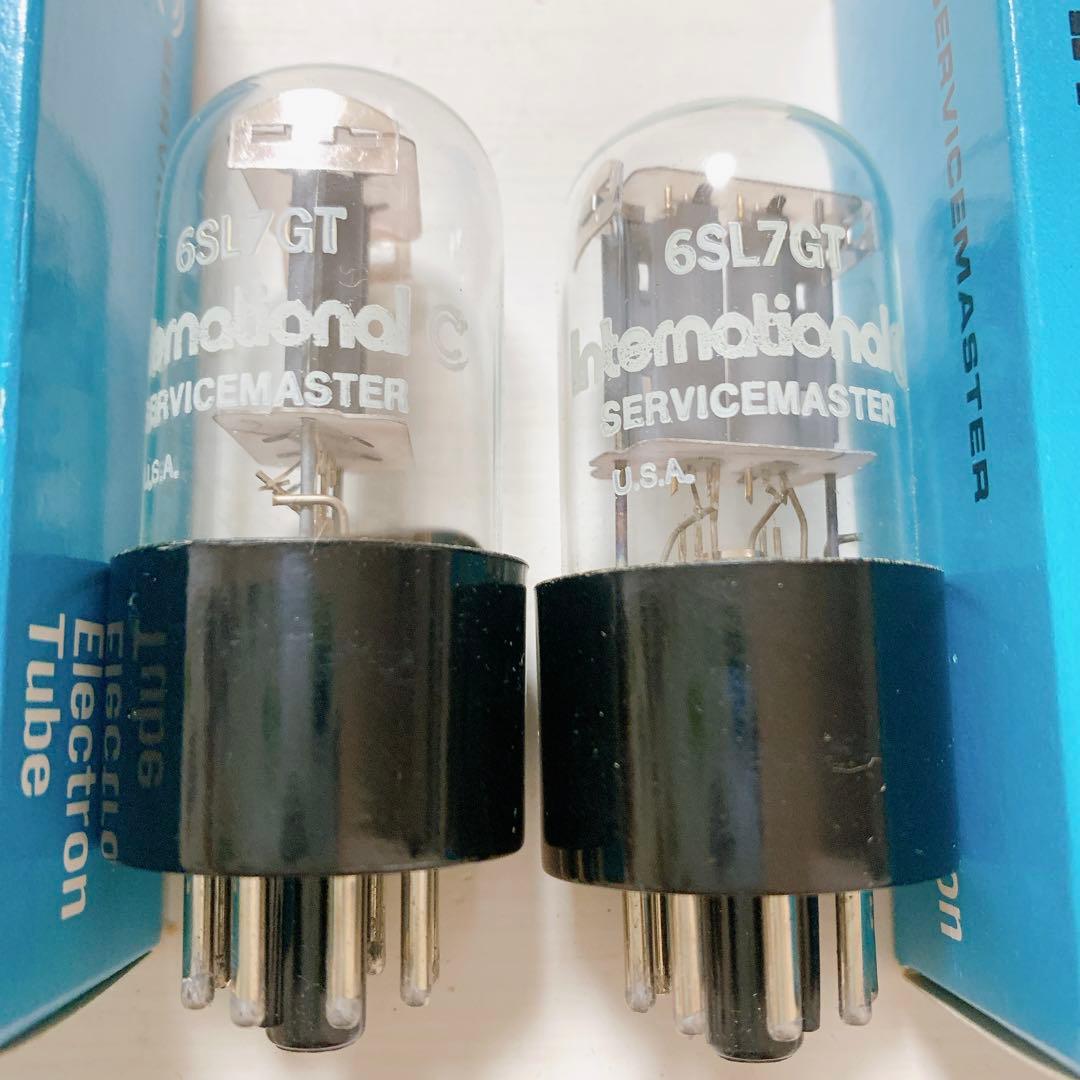 6SL7GT
International
SERVICEMASTER
U.S.A.
6SL7GT
International
SERVICEMASTER
U.S.A.
Electron
Tube
SERVICEMASTER